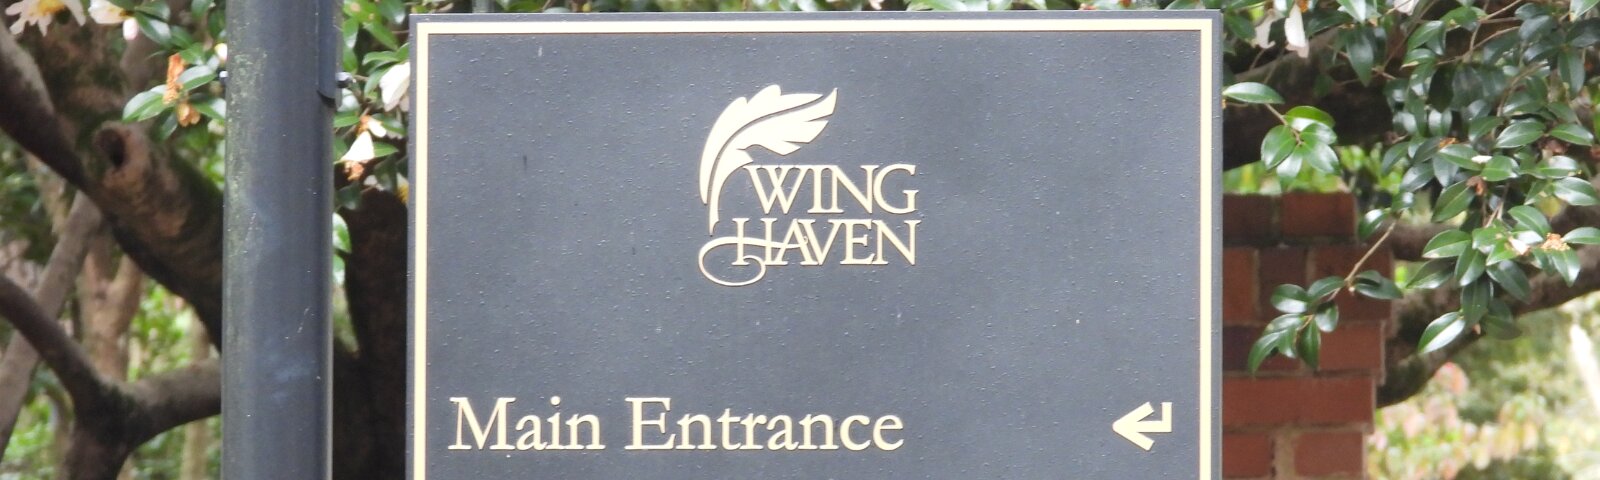 WING
HAVEN
Main Entrance